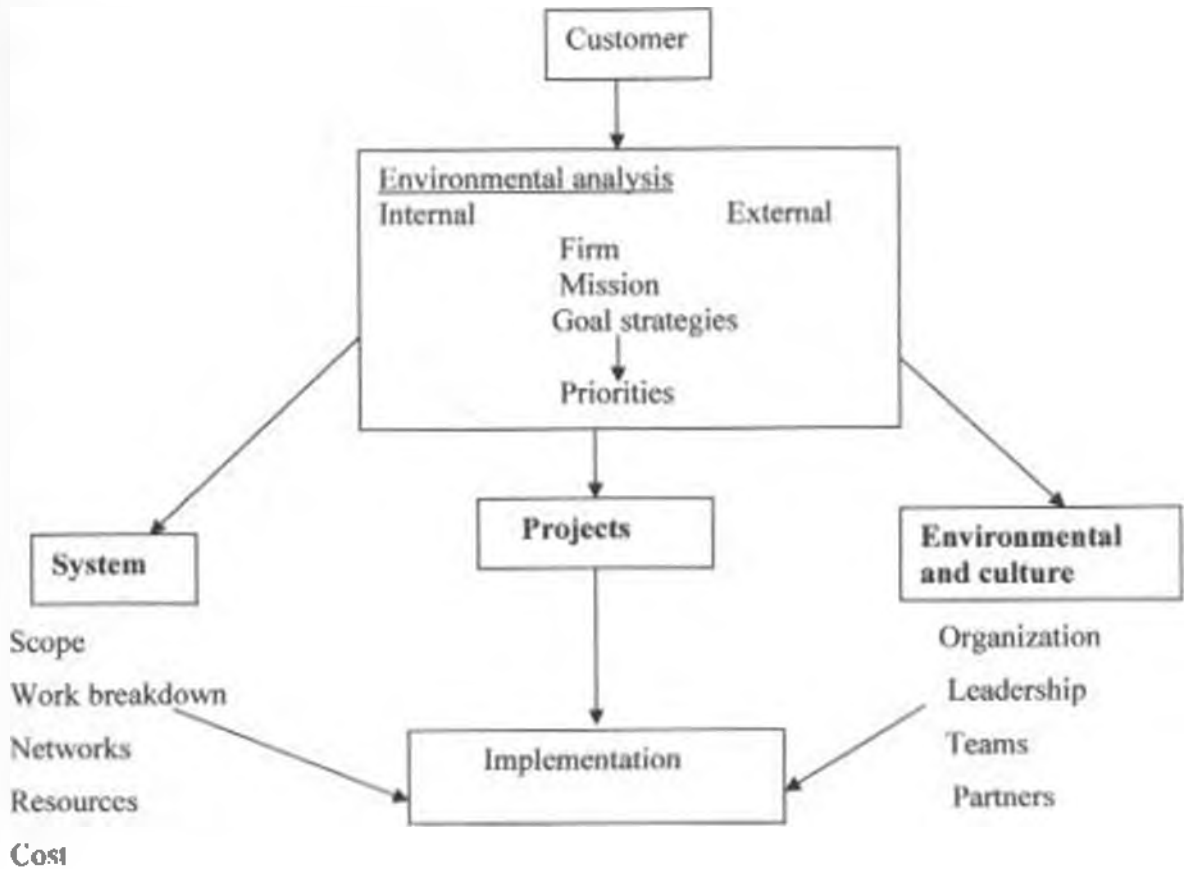 Customer
Environmental analysis
Internal External
Firm
Mission
Goal strategies
Priorities
System
Projects
Environmental
and culture
Scope
Work breakdown
Networks
Resources
Cost
Organization
Leadership
Teams
Partners
Implementation